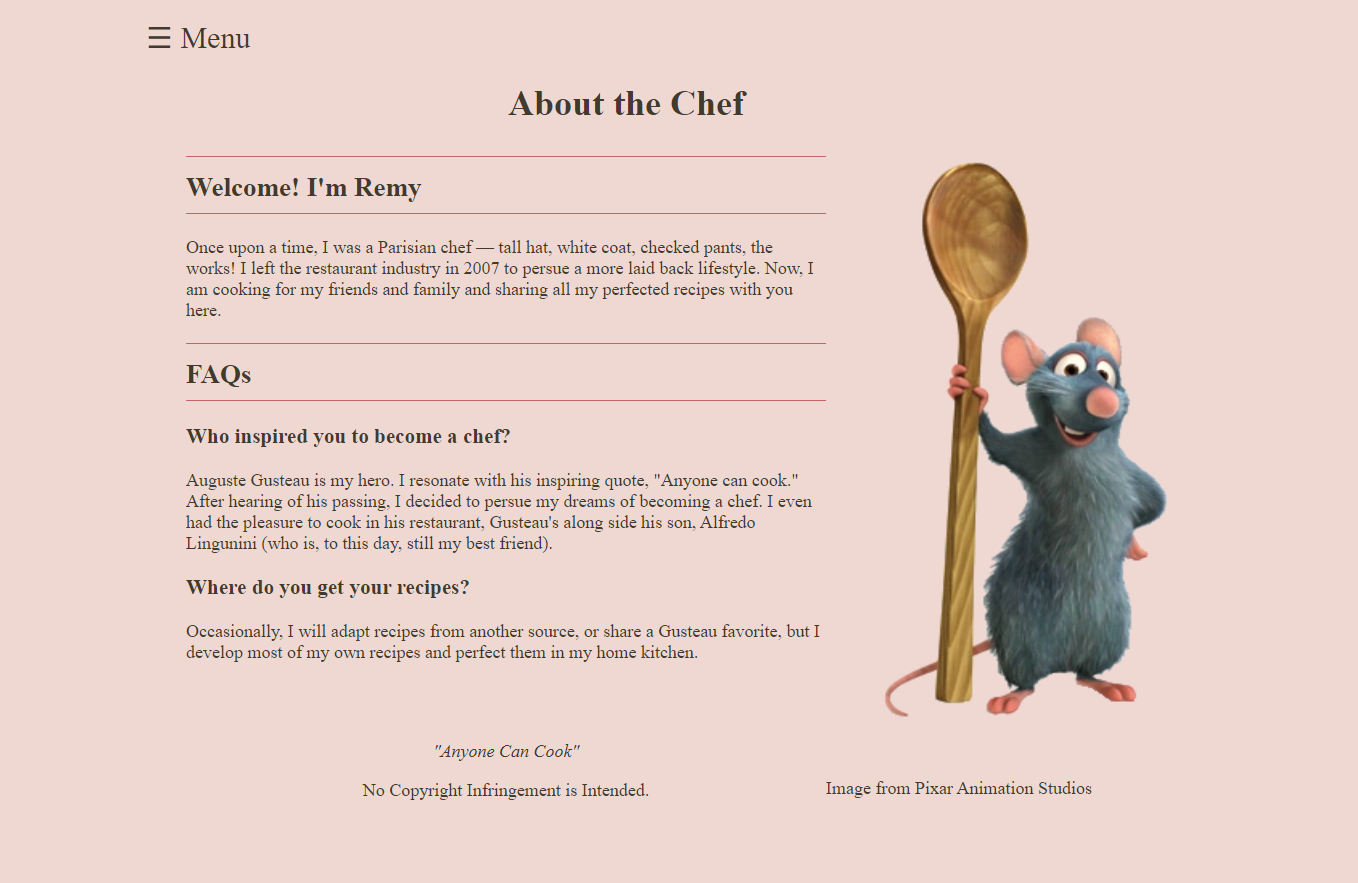 ☰ Menu
About the Chef
Welcome! I'm Remy
Once upon a time, I was a Parisian chef — tall hat, white coat, checked pants, the
works! I left the restaurant industry in 2007 to persue a more laid back lifestyle. Now, I
am cooking for my friends and family and sharing all my perfected recipes with you
here.
FAQs
Who inspired you to become a chef?
Auguste Gusteau is my hero. I resonate with his inspiring quote, "Anyone can cook."
After hearing of his passing, I decided to persue my dreams of becoming a chef. I even
had the pleasure to cook in his restaurant, Gusteau's along side his son, Alfredo
Lingunini (who is, to this day, still my best friend).
Where do you get your recipes?
Occasionally, I will adapt recipes from another source, or share a Gusteau favorite, but I
develop most of my own recipes and perfect them in my home kitchen.
"Anyone Can Cook"
No Copyright Infringement is Intended.
Image from Pixar Animation Studios